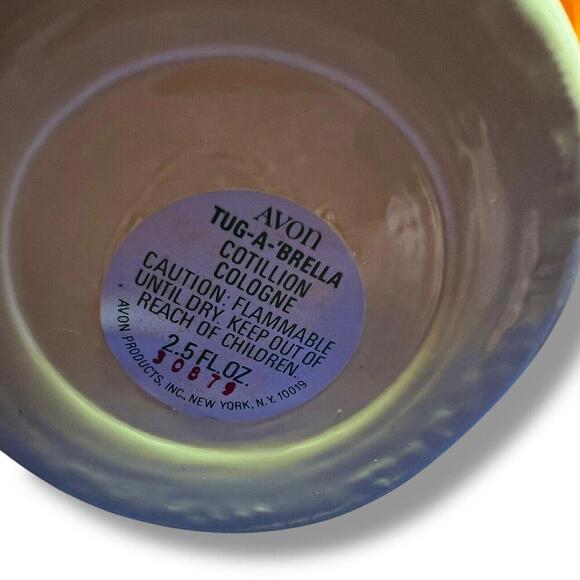 AVON
TUG-A-'BRELLA
COTILLION
COLOGNE
CAUTION: FLAMMABLE
UNTIL DRY. KEEP OUT OF
REACH OF CHILDREN.
2.5 FL. OZ.
30879
AVON PRODUCTS, INC. NEW YORK, N.Y. 10019